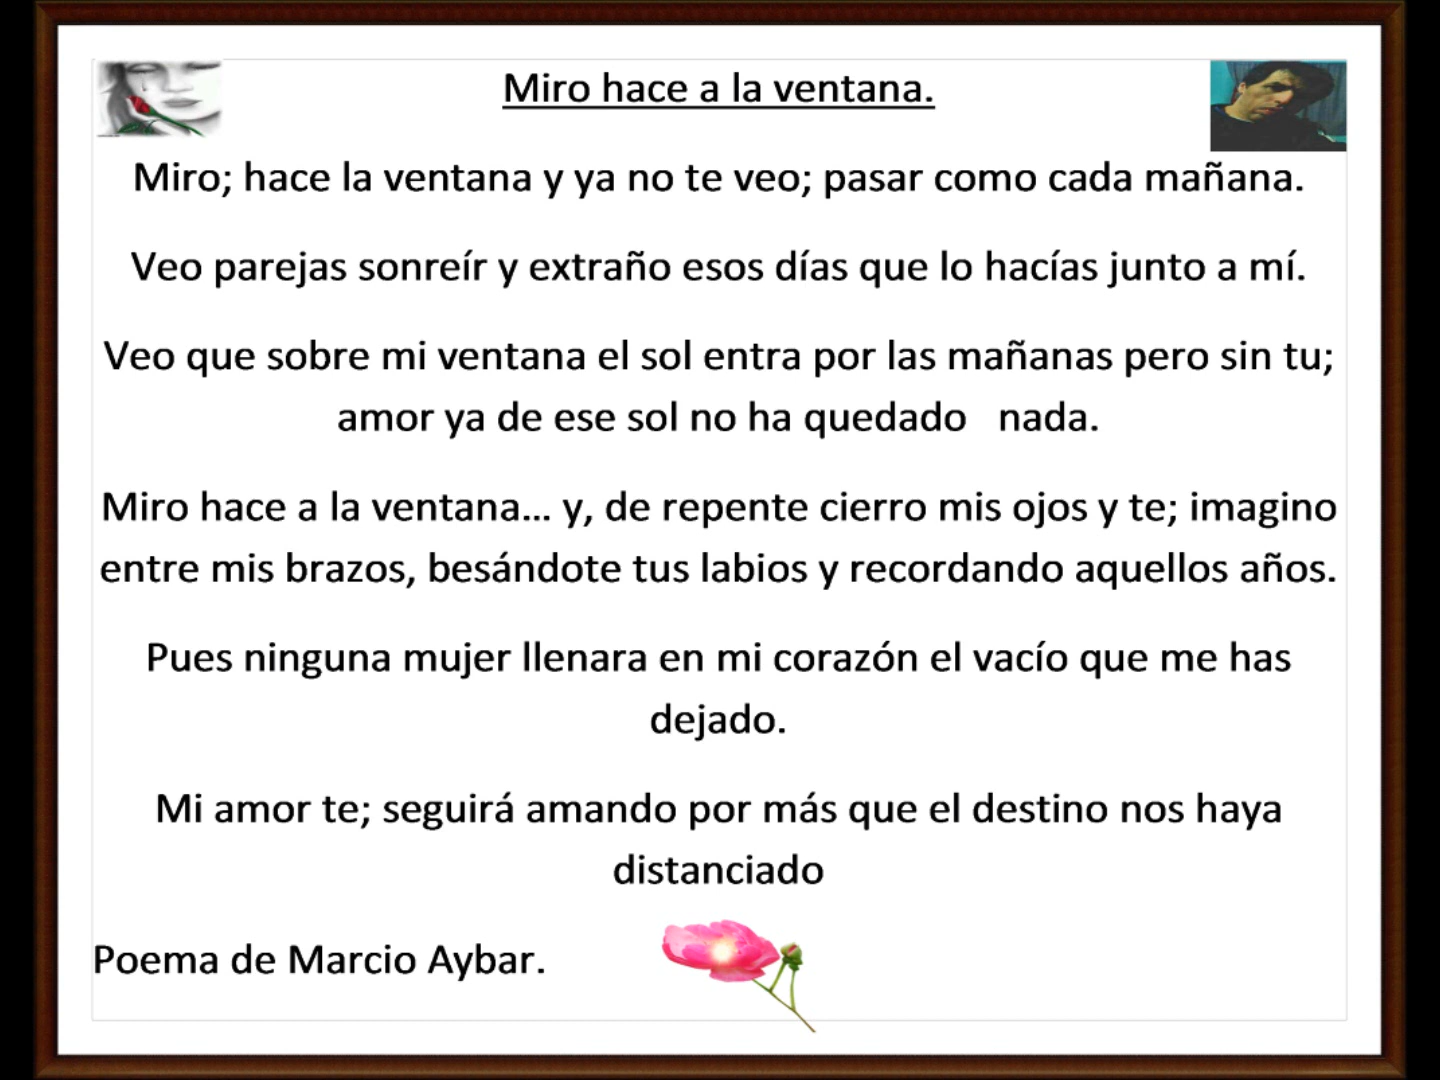 Miro hace a la ventana.
Miro; hace la ventana y ya no te veo; pasar como cada mañana.
Veo parejas sonreír y extraño esos días que lo hacías junto a mí.
Veo que sobre mi ventana el sol entra por las mañanas pero sin tu;
amor ya de ese sol no ha quedado   nada.
Miro hace a la ventana... y, de repente cierro mis ojos y te; imagino
entre mis brazos, besándote tus labios y recordando aquellos años.
Pues ninguna mujer llenara en mi corazón el vacío que me has
dejado.
Mi amor te; seguirá amando por más que el destino nos haya
distanciado
Poema de Marcio Aybar.